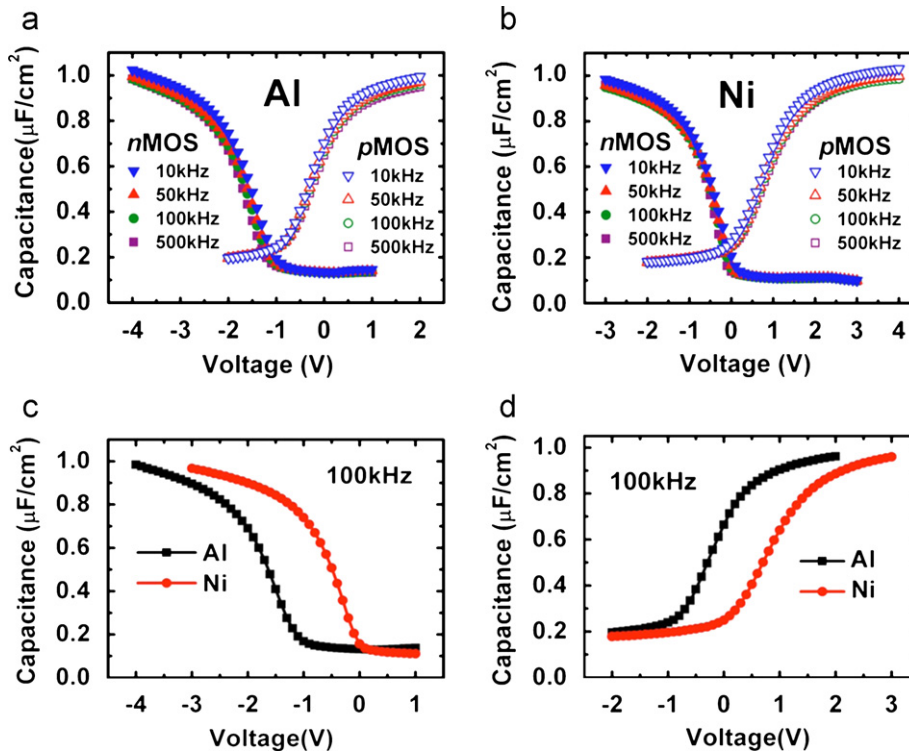 a
Al
Capacitance(μF/cm²)
1.0
0.8
0.6
0.4
0.2
0.0
nMOS
10kHz
50kHz
100kHz
500kHz
pMOS
10kHz
50kHz
100kHz
500kHz
-4 -3 -2 -1 0 1 2
Voltage (V)
b
Ni
Capacitance (μF/cm²)
1.0
0.8
0.6
0.4
0.2
0.0
nMOS
10kHz
50kHz
100kHz
500kHz
pMOS
10kHz
50kHz
100kHz
500kHz
-3 -2 -1 0 1 2 3 4
Voltage (V)
c
100kHz
Capacitance (μF/cm²)
1.0
0.8
0.6
0.4
0.2
0.0
Al
Ni
-4 -3 -2 -1 0 1
Voltage(V)
d
100kHz
Capacitance (μF/cm²)
1.0
0.8
0.6
0.4
0.2
0.0
Al
Ni
-2 -1 0 1 2 3
Voltage(V)